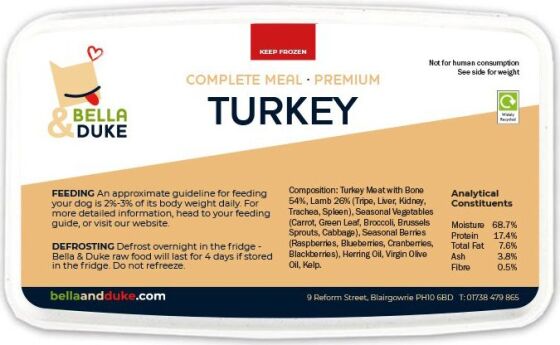 KEEP FROZEN
COMPLETE MEAL · PREMIUM
TURKEY
Not for human consumption
See side for weight
Widely
Recycled
BELLA
& DUKE
FEEDING An approximate guideline for feeding
your dog is 2%-3% of its body weight daily. For
more detailed information, head to your feeding
guide, or visit our website.
DEFROSTING Defrost overnight in the fridge -
Bella & Duke raw food will last for 4 days if stored
in the fridge. Do not refreeze.
Composition: Turkey Meat with Bone
54%, Lamb 26% (Tripe, Liver, Kidney,
Trachea, Spleen), Seasonal Vegetables
(Carrot, Green Leaf, Broccoli, Brussels
Sprouts, Cabbage), Seasonal Berries
(Raspberries, Blueberries, Cranberries,
Blackberries), Herring Oil, Virgin Olive
Oil, Kelp.
Analytical
Constituents
Moisture 68.7%
Protein 17.4%
Total Fat 7.6%
Ash 3.8%
Fibre 0.5%
bellaandduke.com
9 Reform Street, Blairgowrie PH10 6BD T: 01738 479 865